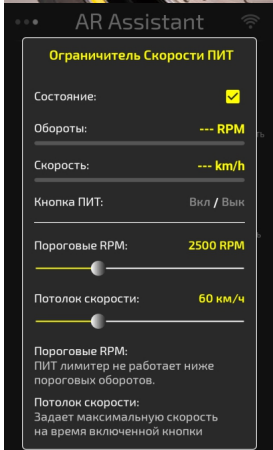 AR Assistant
Ограничитель Скорости ПИТ
Состояние:
Обороты: --- RPM
ть
Скорость: --- km/h
Кнопка ПИТ: Вкл / Вык
ь
Пороговые RPM: 2500 RPM
Потолок скорости: 60 км/ч
Пороговые RPM:
ПИТ лимитер не работает ниже
пороговых оборотов.
Потолок скорости:
Задает максимальную скорость
на время включенной кнопки